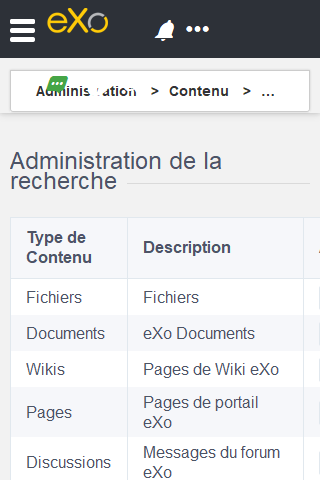 eXo
Administration > Contenu > ...
Administration de la
recherche
Type de
Contenu
Description
Fichiers
Fichiers
Documents
eXo Documents
Wikis
Pages de Wiki eXo
Pages
Pages de portail
eXo
Discussions
Messages du forum
eXo